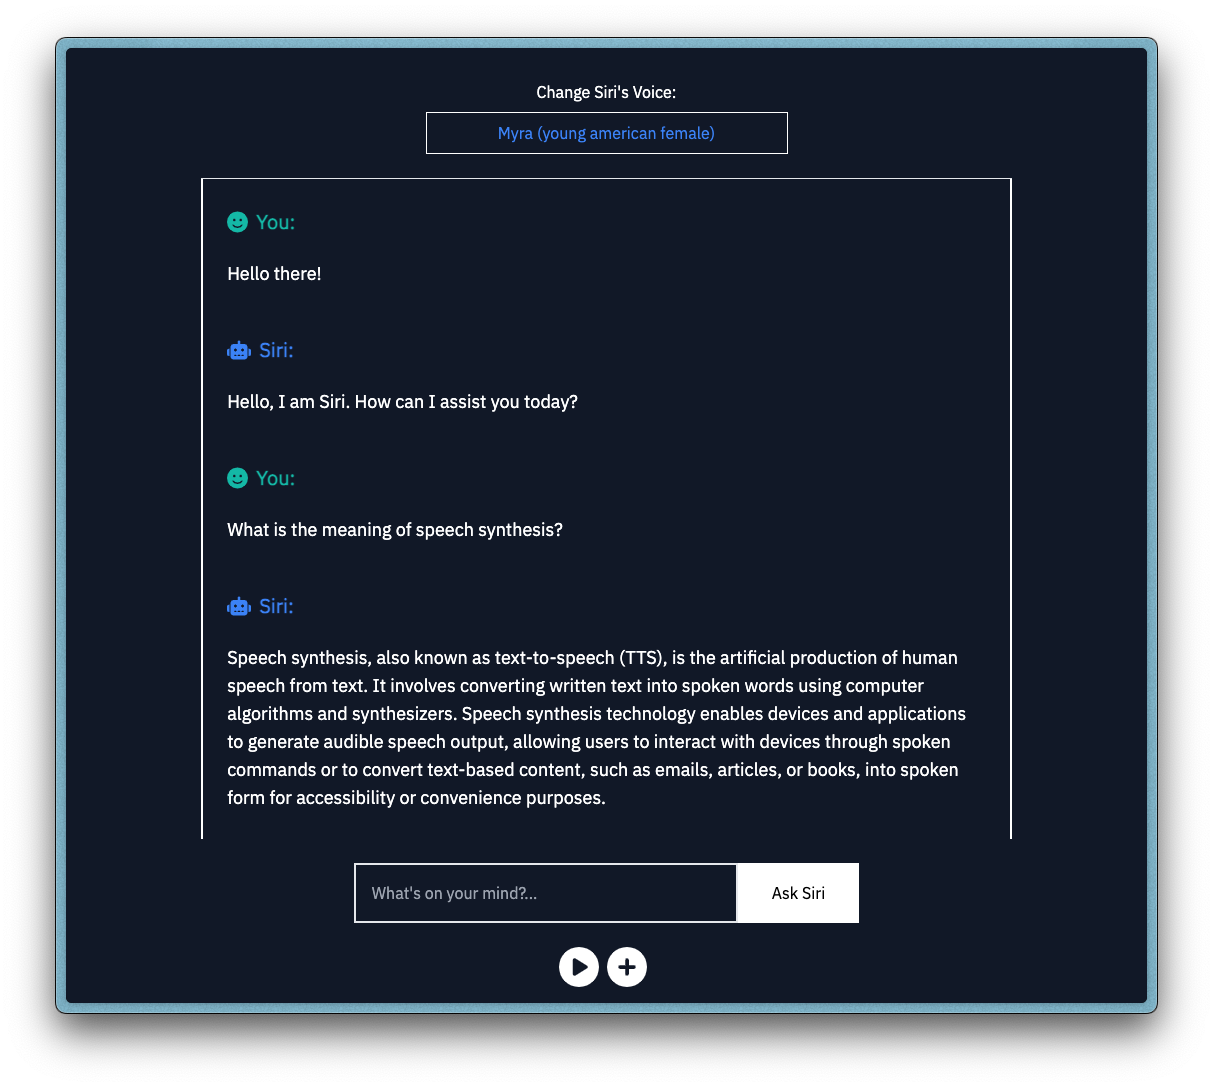 Change Siri's Voice:
Myra (young american female)
You:
Hello there!
Siri:
Hello, I am Siri. How can I assist you today?
You:
What is the meaning of speech synthesis?
Siri:
Speech synthesis, also known as text-to-speech (TTS), is the artificial production of human
speech from text. It involves converting written text into spoken words using computer
algorithms and synthesizers. Speech synthesis technology enables devices and applications
to generate audible speech output, allowing users to interact with devices through spoken
commands or to convert text-based content, such as emails, articles, or books, into spoken
form for accessibility or convenience purposes.
What's on your mind?...
Ask Siri